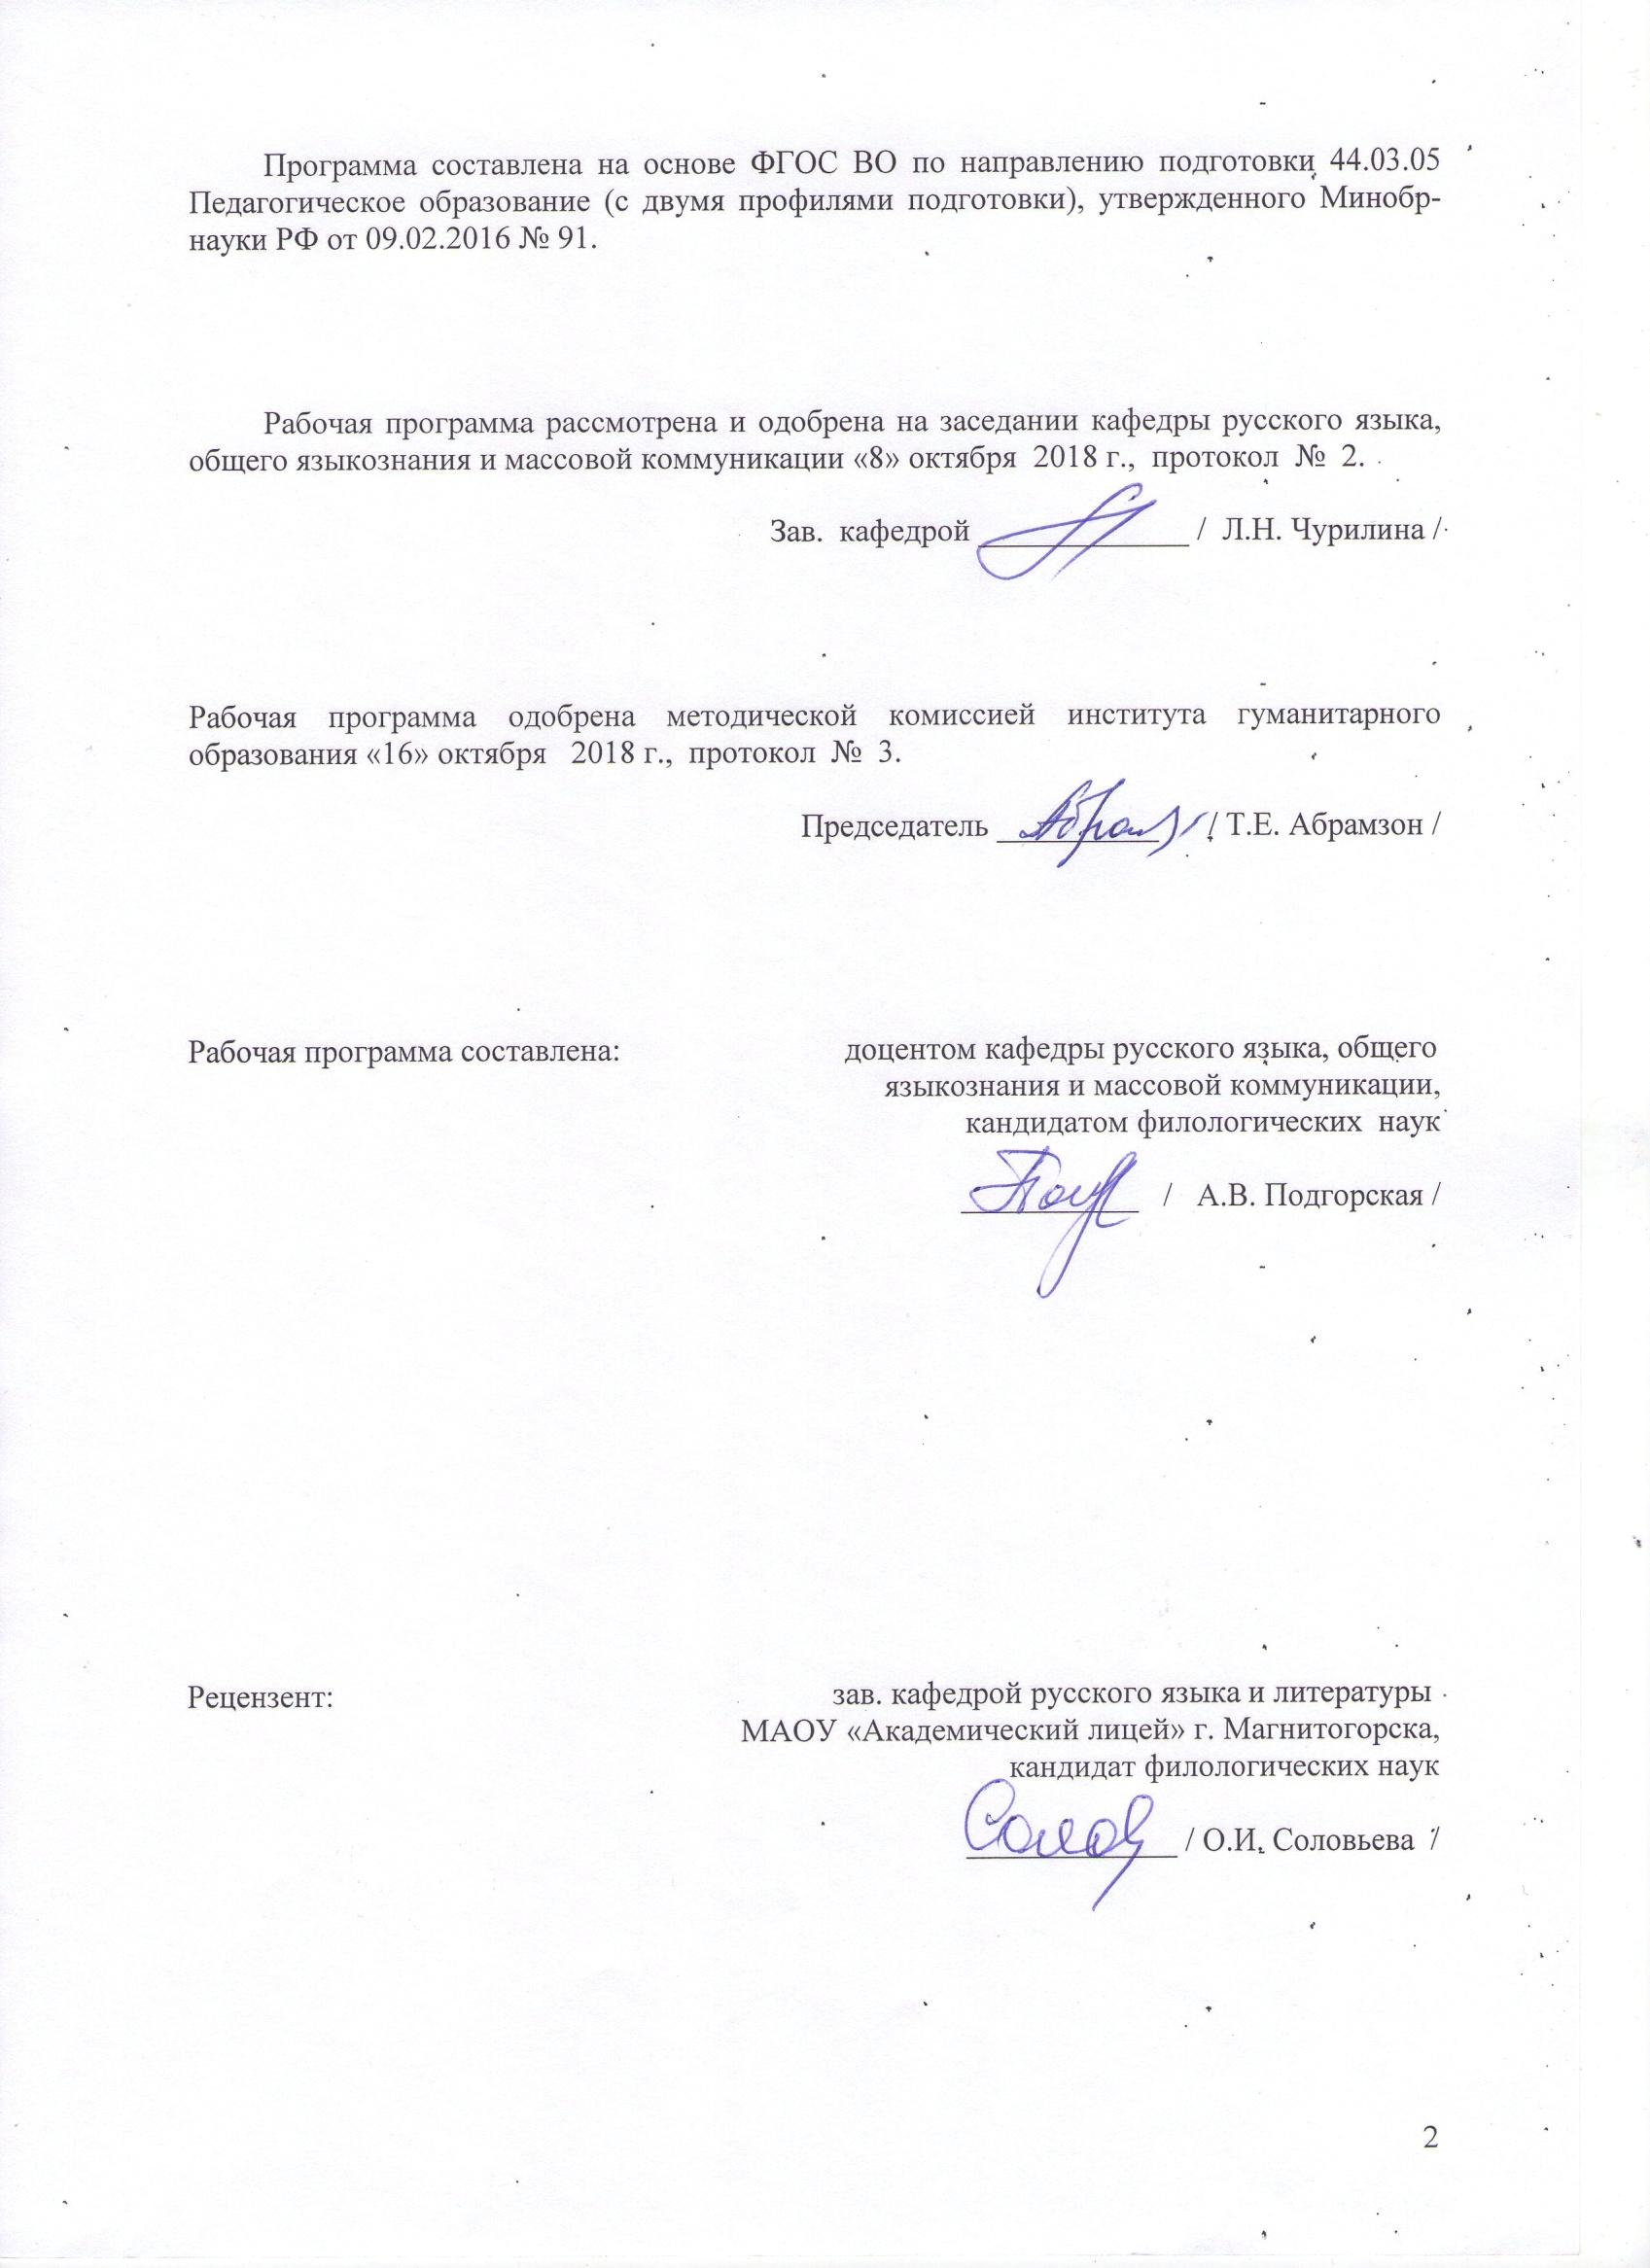 Программа составлена на основе ФГОС ВО по направлению подготовки 44.03.05
Педагогическое образование (с двумя профилями подготовки), утвержденного Минобр-
науки РФ от 09.02.2016 № 91.
Рабочая программа рассмотрена и одобрена на заседании кафедры русского языка,
общего языкознания и массовой коммуникации «8» октября 2018 г., протокол № 2.
Зав. кафедрой ______________ / Л.Н. Чурилина /
Рабочая программа одобрена методической комиссией института гуманитарного
образования «16» октября 2018 г., протокол № 3.
Председатель ___________ / Т.Е. Абрамзон /
Рабочая программа составлена:
доцентом кафедры русского языка, общего
языкознания и массовой коммуникации,
кандидатом филологических наук
____________ / А.В. Подгорская /
Рецензент:
зав. кафедрой русского языка и литературы
МАОУ «Академический лицей» г. Магнитогорска,
кандидат филологических наук
______________ / О.И. Соловьева /
2